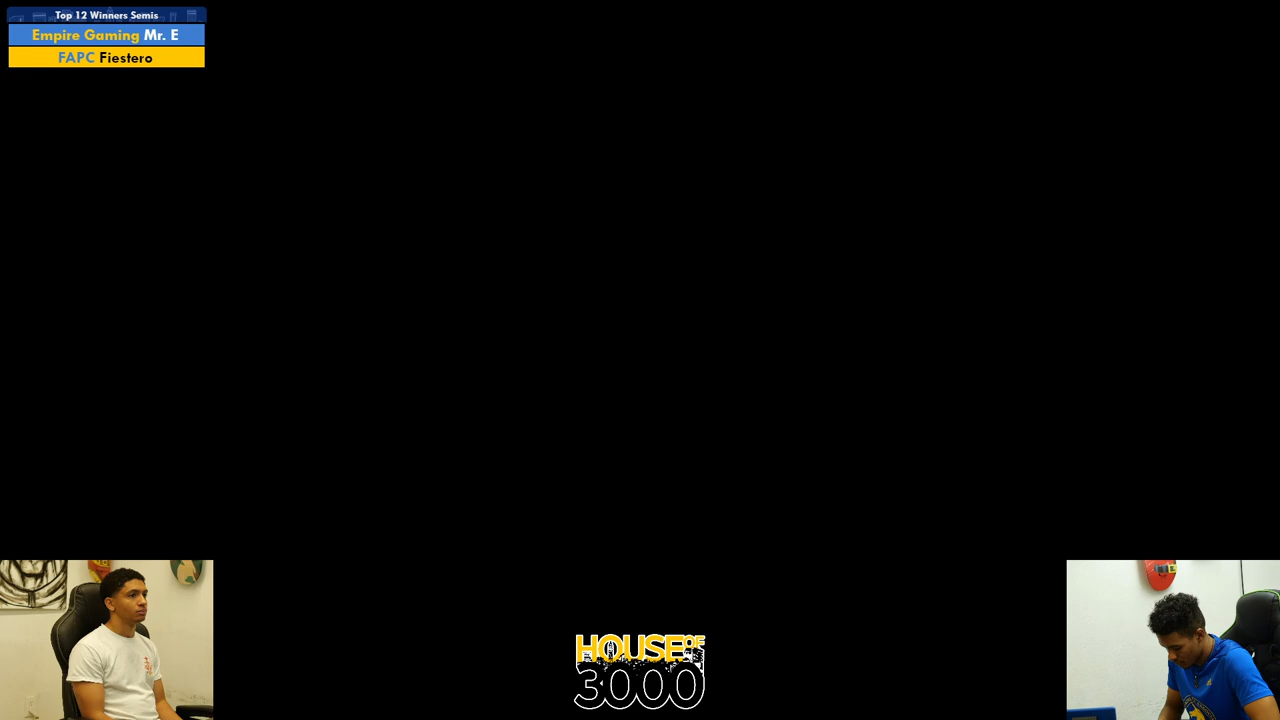 Top 12 Winners Semis
Empire Gaming Mr. E
FAPC Fiestero
HOUSE OF
3000